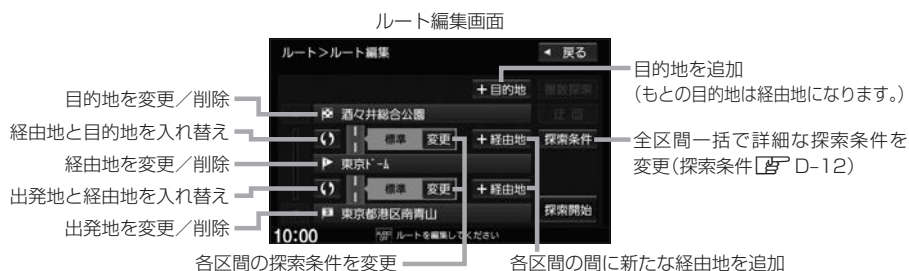 ルート編集画面
ルート＞ルート編集
◀ 戻る
＋目的地
複数探索
迂回
酒々井総合公園
標準
変更
＋経由地
探索条件
東京ドーム
標準
変更
＋経由地
東京都港区南青山
探索開始
10:00
AUDIO OFF
ルートを編集してください
目的地を変更／削除
経由地と目的地を入れ替え
経由地を変更／削除
出発地と経由地を入れ替え
出発地を変更／削除
目的地を追加
（もとの目的地は経由地になります。）
全区間一括で詳細な探索条件を
変更（探索条件 D–12）
各区間の探索条件を変更
各区間の間に新たな経由地を追加